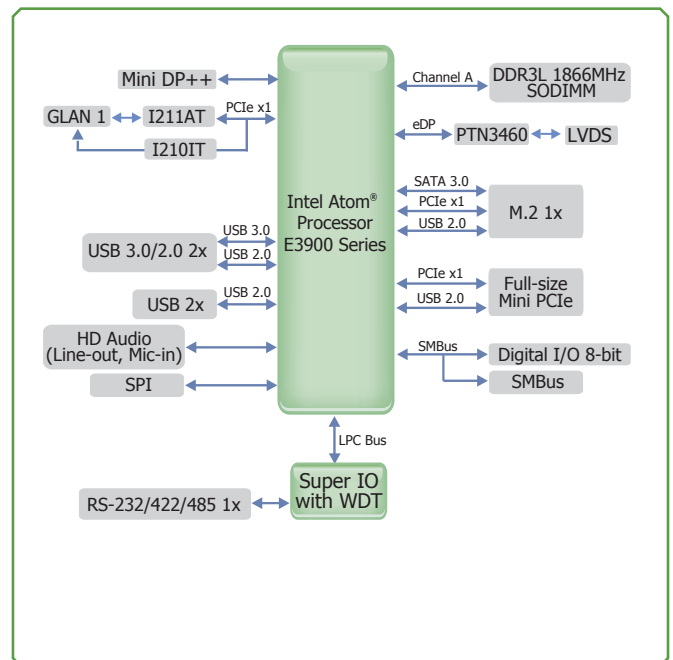 Mini DP++
GLAN 1
I211AT
PCIe x1
I210IT
USB 3.0/2.0 2x
USB 3.0
USB 2.0
USB 2x
USB 2.0
HD Audio
(Line-out, Mic-in)
SPI
Intel Atom®
Processor
E3900 Series
Channel A
DDR3L 1866MHz
SODIMM
eDP
PTN3460
LVDS
SATA 3.0
PCIe x1
USB 2.0
M.2 1x
PCIe x1
USB 2.0
Full-size
Mini PCIe
SMBus
Digital I/O 8-bit
SMBus
LPC Bus
Super IO
with WDT
RS-232/422/485 1x